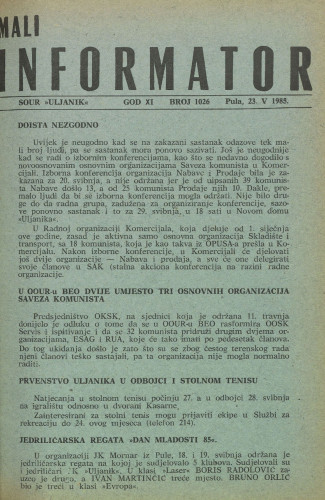 MALI
INFORMATOR
SOUR »ULJANIK« GOD XI BROJ 1026 Pula, 23. V 1985.
DOISTA NEZGODNO
Uvijek je neugodno kad se na zakazani sastanak odazove tek mali
broj ljudi, pa se sastanak mora ponovo sazivati. Još je neugodnije
kad se radi o izbornim konferencijama, kao što se nedavno dogodilo s
novoosnovanim osnovnim organizacijama Saveza komunista u Komercijali.
Izborna konferencija organizacija Nabave i Prodaje bila je zakazana
za 20. svibnja, a nije održana jer je od upisanih 39 komunista
Nabave došlo 13, a od 25 komunista Prodaje njih 10. Dakle, premalo
ljudi da bi se izborna konferencija mogla održati. Nije bilo druge
do da radna grupa, zadužena za organiziranje konferencije, sazove
ponovno sastanak i to za 29. svibnja, u 18 sati u Novom domu
»Uljanika«.
U Radnoj organizaciji Komercijala, koja djeluje od 1. siječnja
ove godine, zasad je aktivna samo osnovna organizacija Skladište i
transport, sa 18 komunista, koja je kao takva iz OPUSA-a prešla u Komercijalu.
Nakon izborne konferencije, u Komercijali će djelovati
još dvije organizacije — Nabava i prodaja, a sve će one delegirati
svoje članove u SAK (stalna akciona konferencija na razini radne
organizacije.
U OOUR-u BEO DVIJE UMJESTO TRI OSNOVNIH ORGANIZACIJA
SAVEZA KOMUNISTA
Predsjedništvo OKSK, na sjednici koja je održana 11. travnja
donijelo je odluku o tome da se u OOUR-u BEO rasformira OOSK
Servis i ispitivanje i da se 32 komunista pridruži drugim dvjema organizacijama,
ESAG i RUA, koje će tako imati po pedesetak članova.
Do tog ukidanja došlo je zato što su se zbog čestog terenskog rada
njeni članovi teško sastajali, pa ta organizacija nije mogla normalno
raditi.
PRVENSTVO ULJANIKA U ODBOJCI I STOLNOM TENISU
Natjecanja u stolnom tenisu počinju 27. a u odbojci 28. svibnja
na igralištu odnosno u dvorani Kasarne.
Zainteresirani za stolni tenis mogu prijaviti ekipe u Službi za
rekreaciju do 24. ovog mjeseca (telefon 214).
JEDRILIČARSKA REGATA »DAN MLADOSTI 85«.
U organizaciji JK Mornar iz Pule, 18. i 19. svibnja održana je
jedriličarska regata na kojoj je sudjelovalo 5 klubova. Sudjelovali su
i jedriličari JK »Uljanik«. U klasi »Laser« BORIS RADOLOVIĆ zauzeo
je drugo, a IVAN MARTINČIĆ treće mjesto. BRUNO ORLIĆ
bio je treći u klasi »Evropa«.